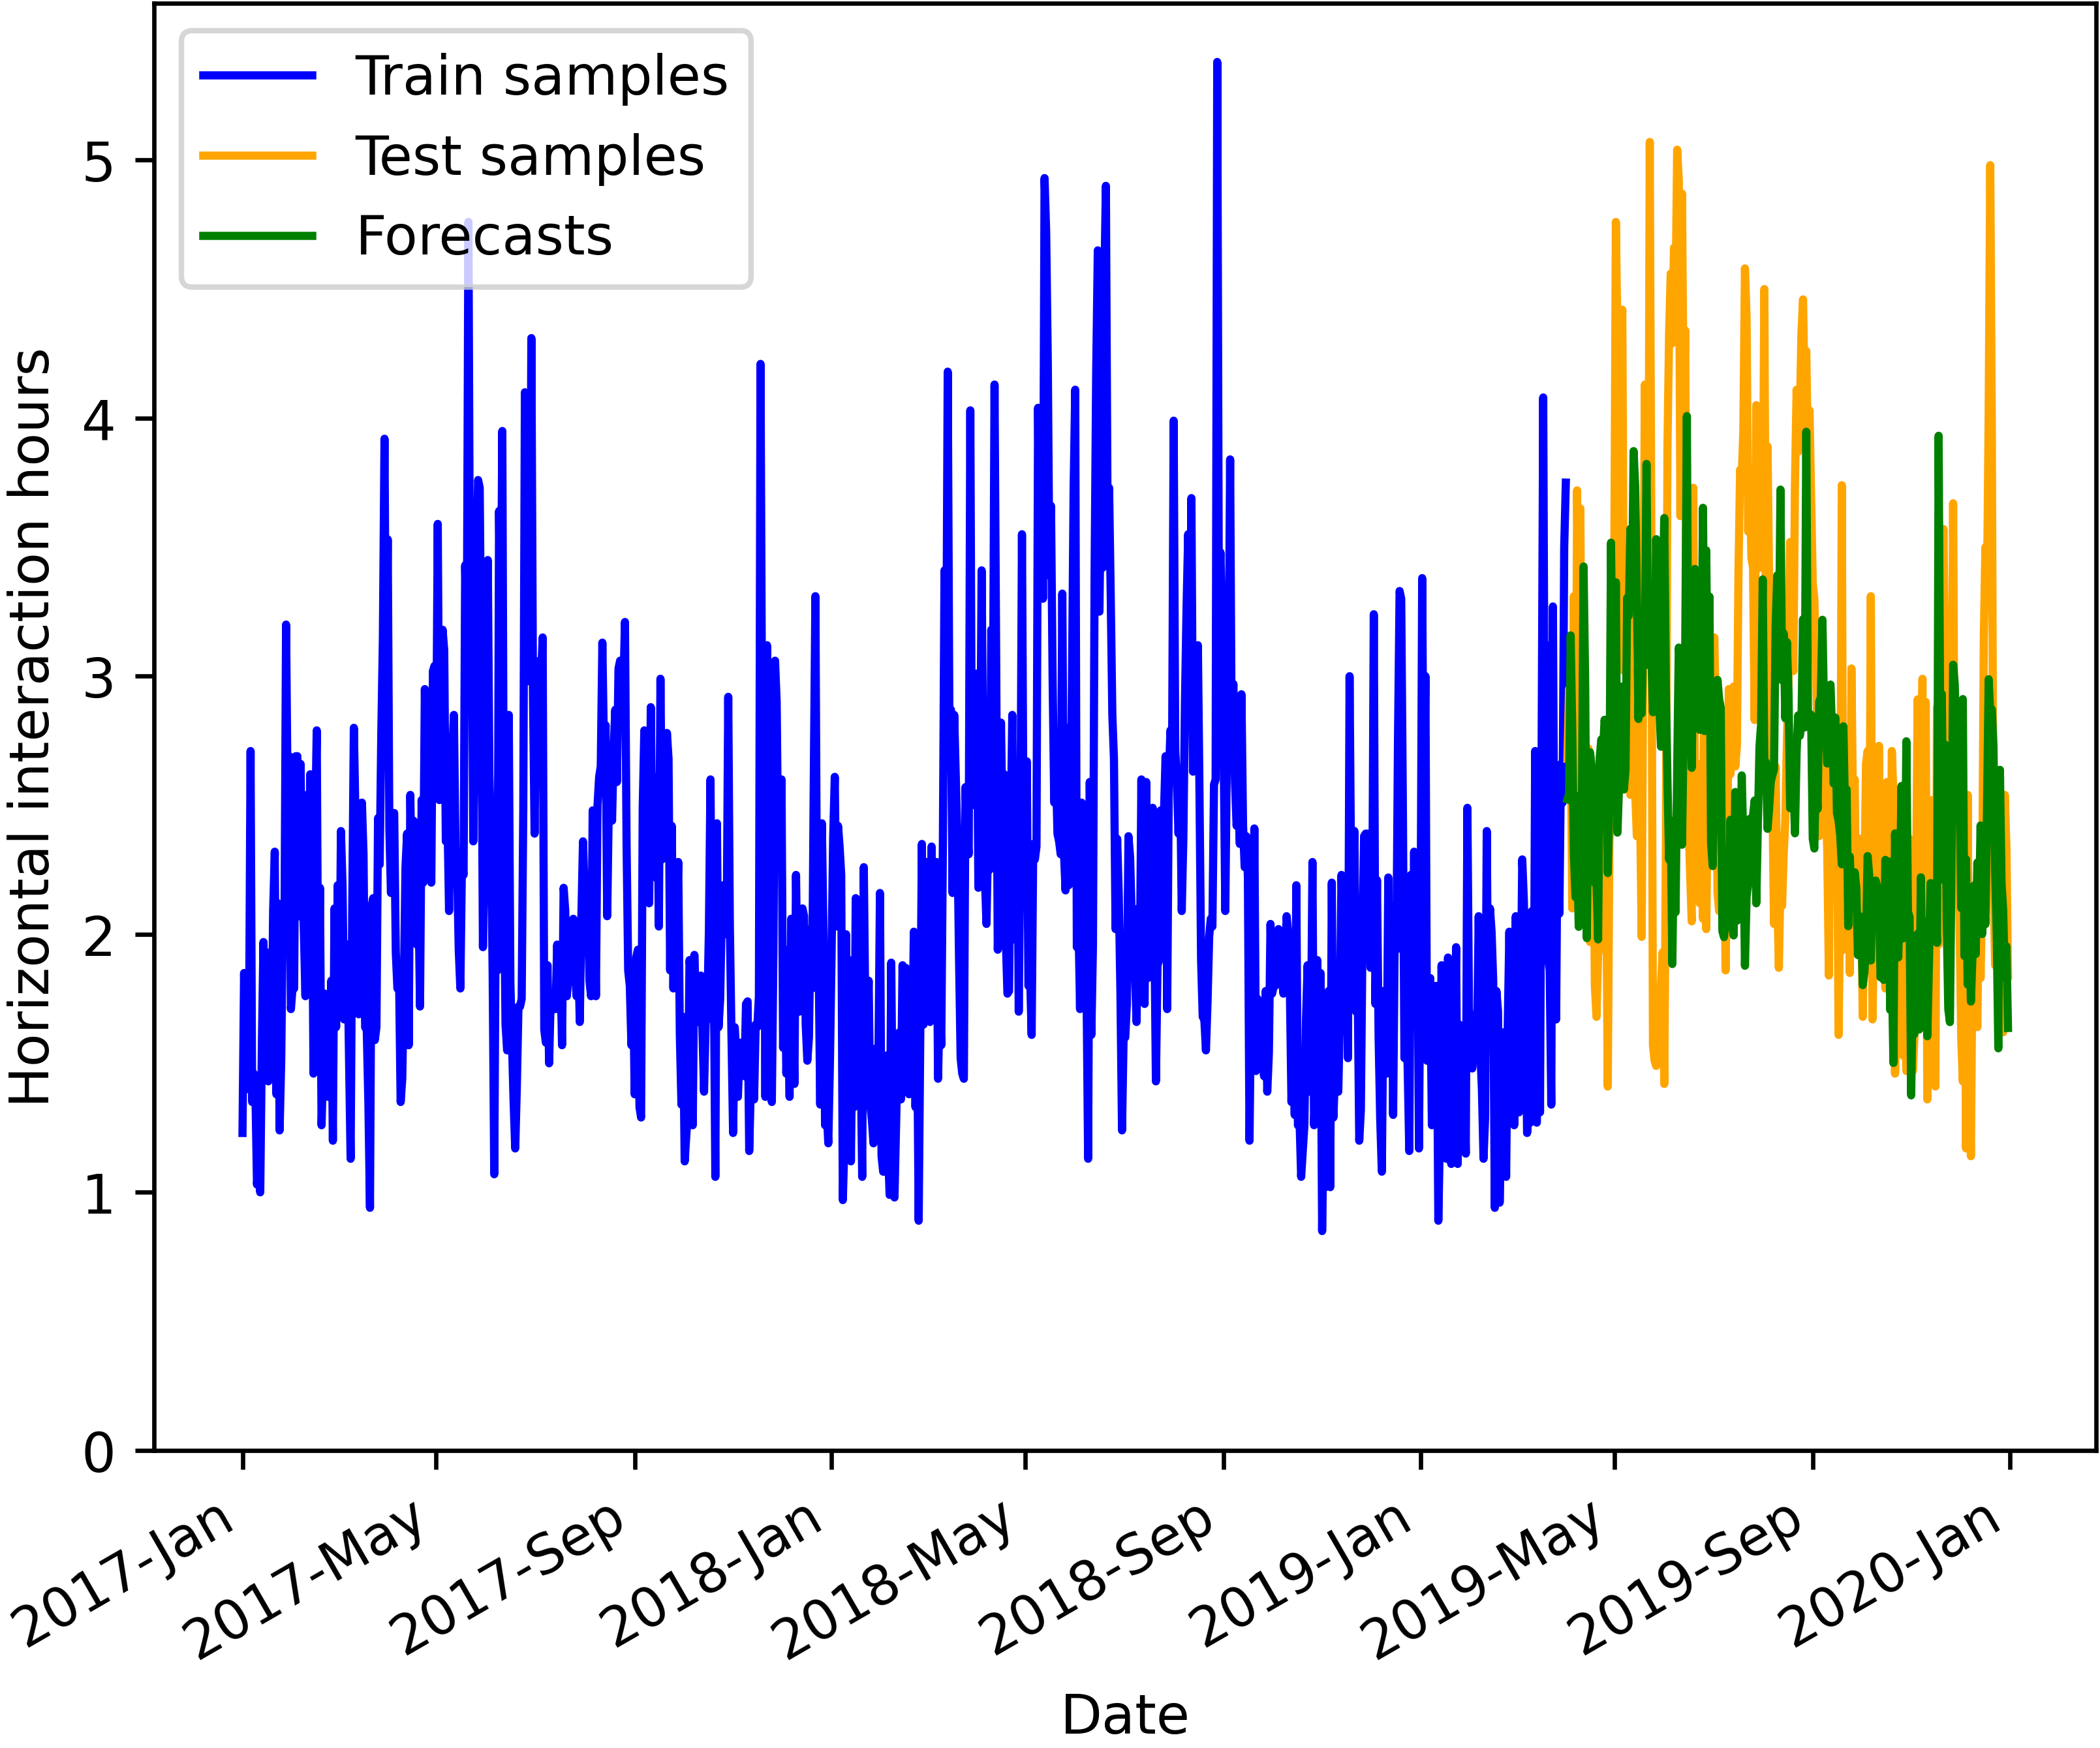 Train samples
Test samples
Forecasts
Horizontal interaction hours
5
4
3
2
1
0
2017-Jan
2017-May
2017-Sep
2018-Jan
2018-May
2018-Sep
2019-Jan
2019-May
2019-Sep
2020-Jan
Date